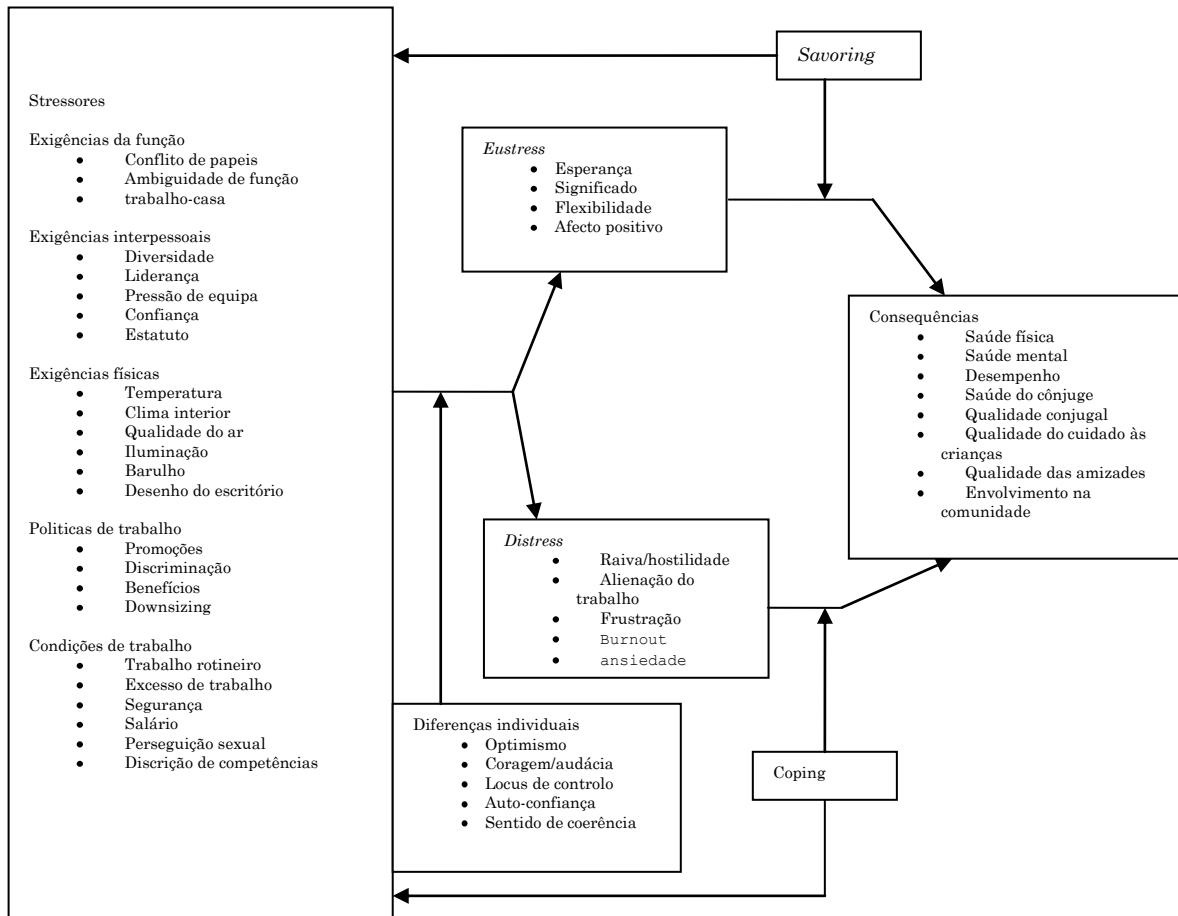 Stressores
Exigências da função
• Conflito de papeis
• Ambiguidade de função
• trabalho-casa
Exigências interpessoais
• Diversidade
• Liderança
• Pressão de equipa
• Confiança
• Estatuto
Exigências físicas
• Temperatura
• Clima interior
• Qualidade do ar
• Iluminação
• Barulho
• Desenho do escritório
Politicas de trabalho
• Promoções
• Discriminação
• Benefícios
• Downsizing
Condições de trabalho
• Trabalho rotineiro
• Excesso de trabalho
• Segurança
• Salário
• Perseguição sexual
• Discrição de competências
Savoring
Eustress
• Esperança
• Significado
• Flexibilidade
• Afecto positivo
Distress
• Raiva/hostilidade
• Alienação do
trabalho
• Frustração
• Burnout
• ansiedade
Diferenças individuais
• Optimismo
• Coragem/audácia
• Locus de controlo
• Auto-confiança
• Sentido de coerência
Coping
Consequências
• Saúde física
• Saúde mental
• Desempenho
• Saúde do cônjuge
• Qualidade conjugal
• Qualidade do cuidado às
crianças
• Qualidade das amizades
• Envolvimento na
comunidade